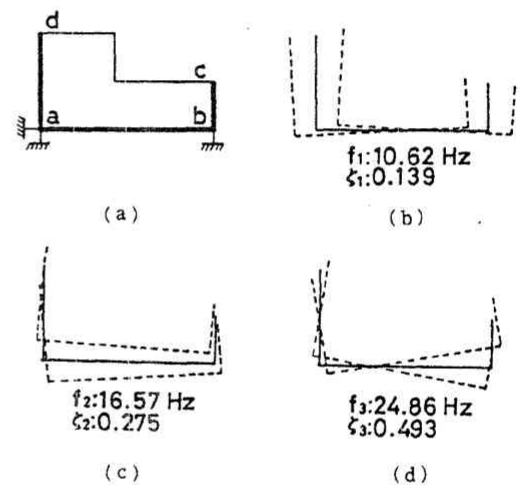 d
c
a
b
(a)
f1:10.62 Hz
ζ1:0.139
(b)
f2:16.57 Hz
ζ2:0.275
(c)
f3:24.86 Hz
ζ3:0.493
(d)